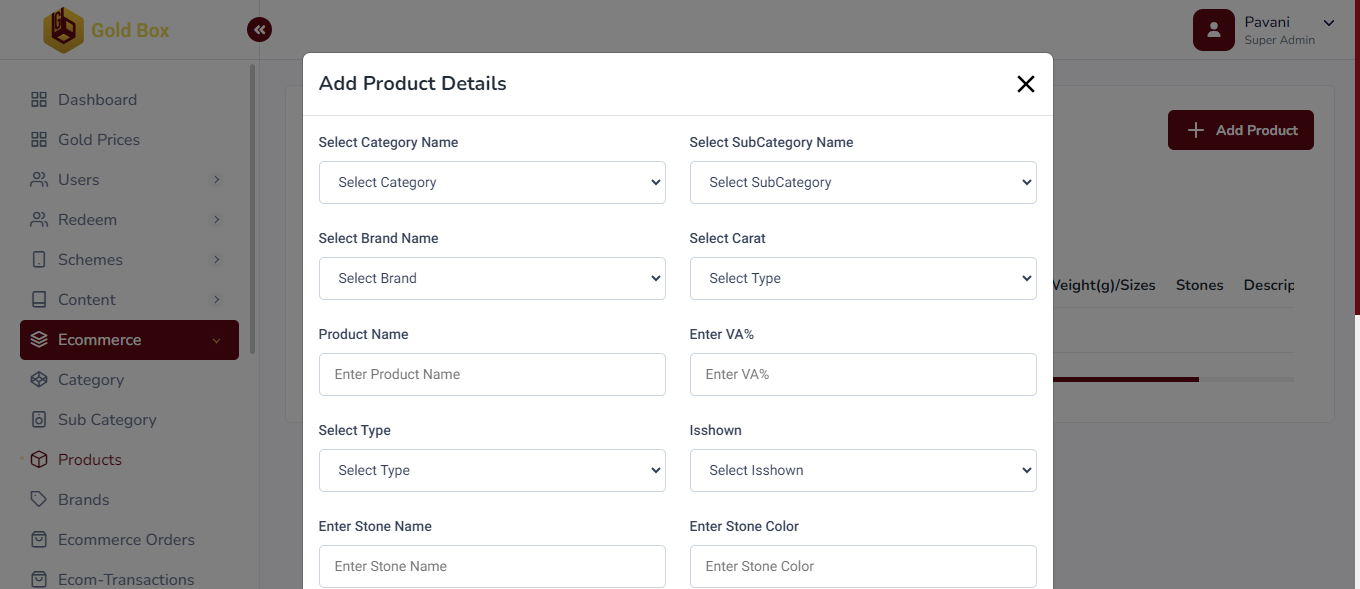 Gold Box
Pavani
Super Admin
Dashboard
Gold Prices
Users
Redeem
Schemes
Content
Ecommerce
Category
Sub Category
Products
Brands
Ecommerce Orders
Ecom-Transactions
Add Product
Weight(g)/Sizes Stones Descrip
Add Product Details
Select Category Name Select SubCategory Name
Select Category Select SubCategory
Select Brand Name Select Carat
Select Brand Select Type
Product Name Enter VA%
Enter Product Name Enter VA%
Select Type Isshown
Select Type Select Isshown
Enter Stone Name Enter Stone Color
Enter Stone Name Enter Stone Color